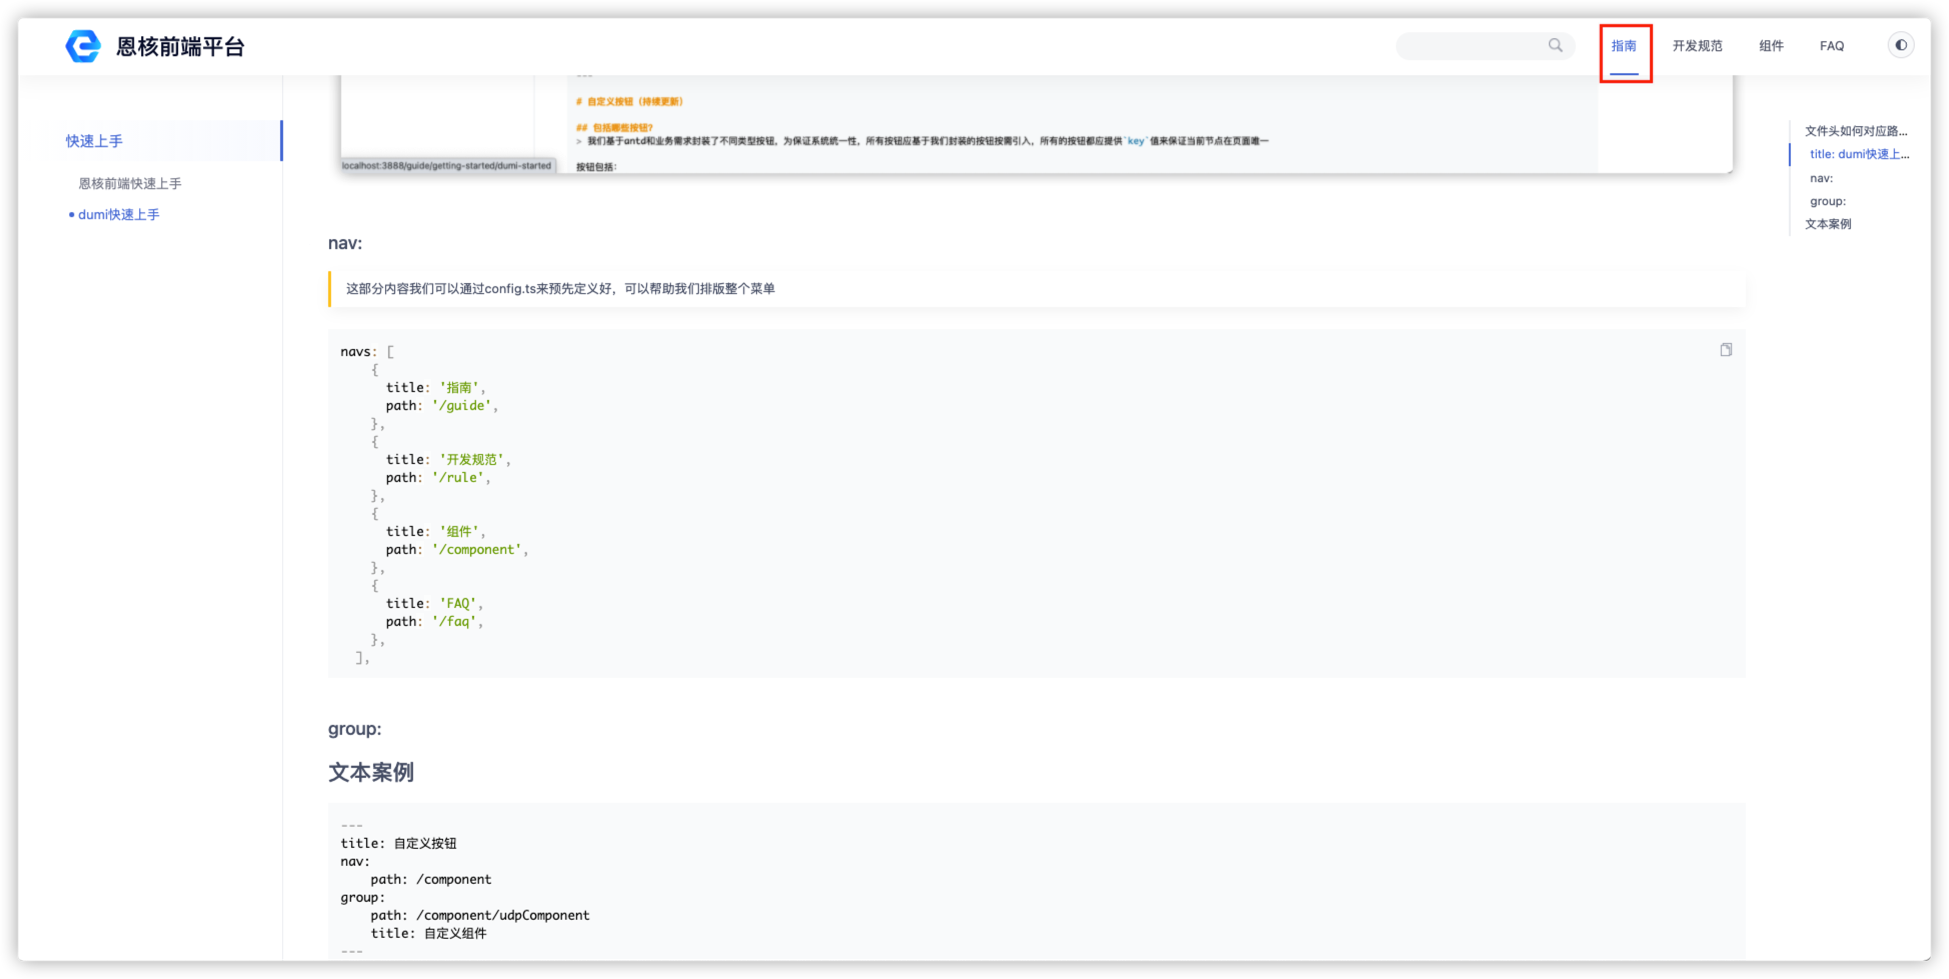 恩核前端平台
指南
开发规范
组件
FAQ
快速上手
恩核前端快速上手
dumi快速上手
---
# 自定义按钮（持续更新）
## 包括哪些按钮?
> 我们基于antd和业务需求封装了不同类型按钮，为保证系统统一性，所有按钮应基于我们封装的按钮按需引入，所有的按钮都应提供`key`值来保证当前节点在页面唯一
按钮包括:
localhost:3888/guide/getting-started/dumi-started
nav:
这部分内容我们可以通过config.ts来预先定义好，可以帮助我们排版整个菜单
navs: [
{
title: '指南',
path: '/guide',
},
{
title: '开发规范',
path: '/rule',
},
{
title: '组件',
path: '/component',
},
{
title: 'FAQ',
path: '/faq',
},
],
group:
文本案例
---
title: 自定义按钮
nav:
path: /component
group:
path: /component/udpComponent
title: 自定义组件
---
文件头如何对应路...
title: dumi快速上...
nav:
group:
文本案例